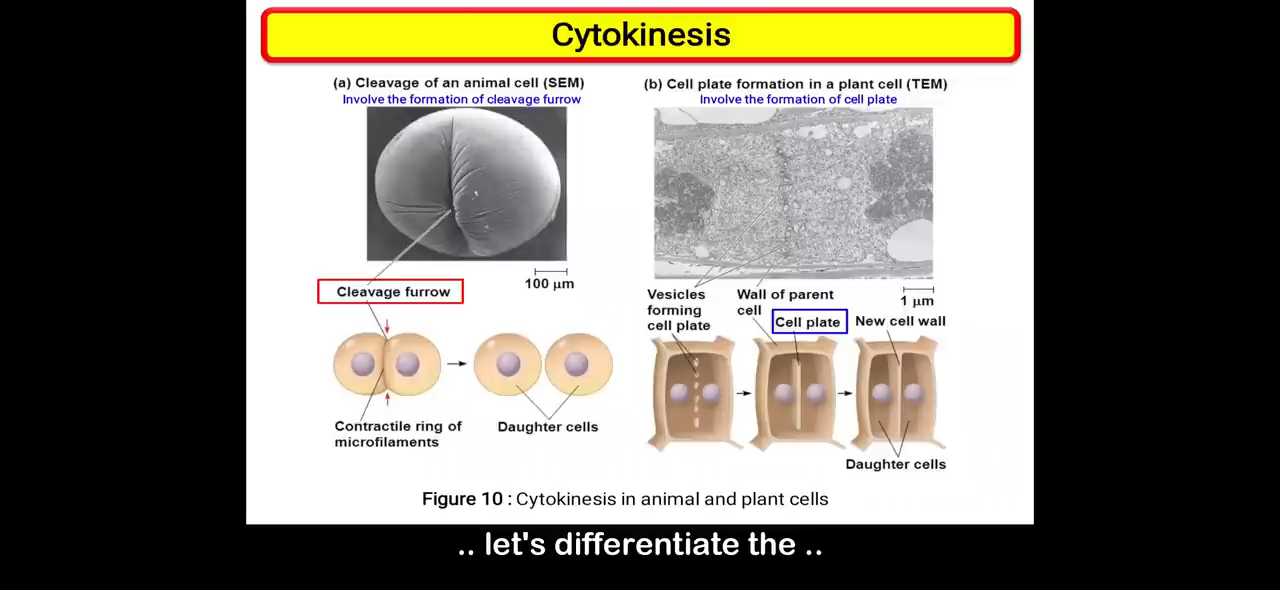 Cytokinesis
(a) Cleavage of an animal cell (SEM)
Involve the formation of cleavage furrow
100 μm
Cleavage furrow
Contractile ring of
microfilaments
Daughter cells
(b) Cell plate formation in a plant cell (TEM)
Involve the formation of cell plate
1 μm
Vesicles
forming
cell plate
Wall of parent
cell
Cell plate
New cell wall
Daughter cells
Figure 10 : Cytokinesis in animal and plant cells
.. let's differentiate the ..